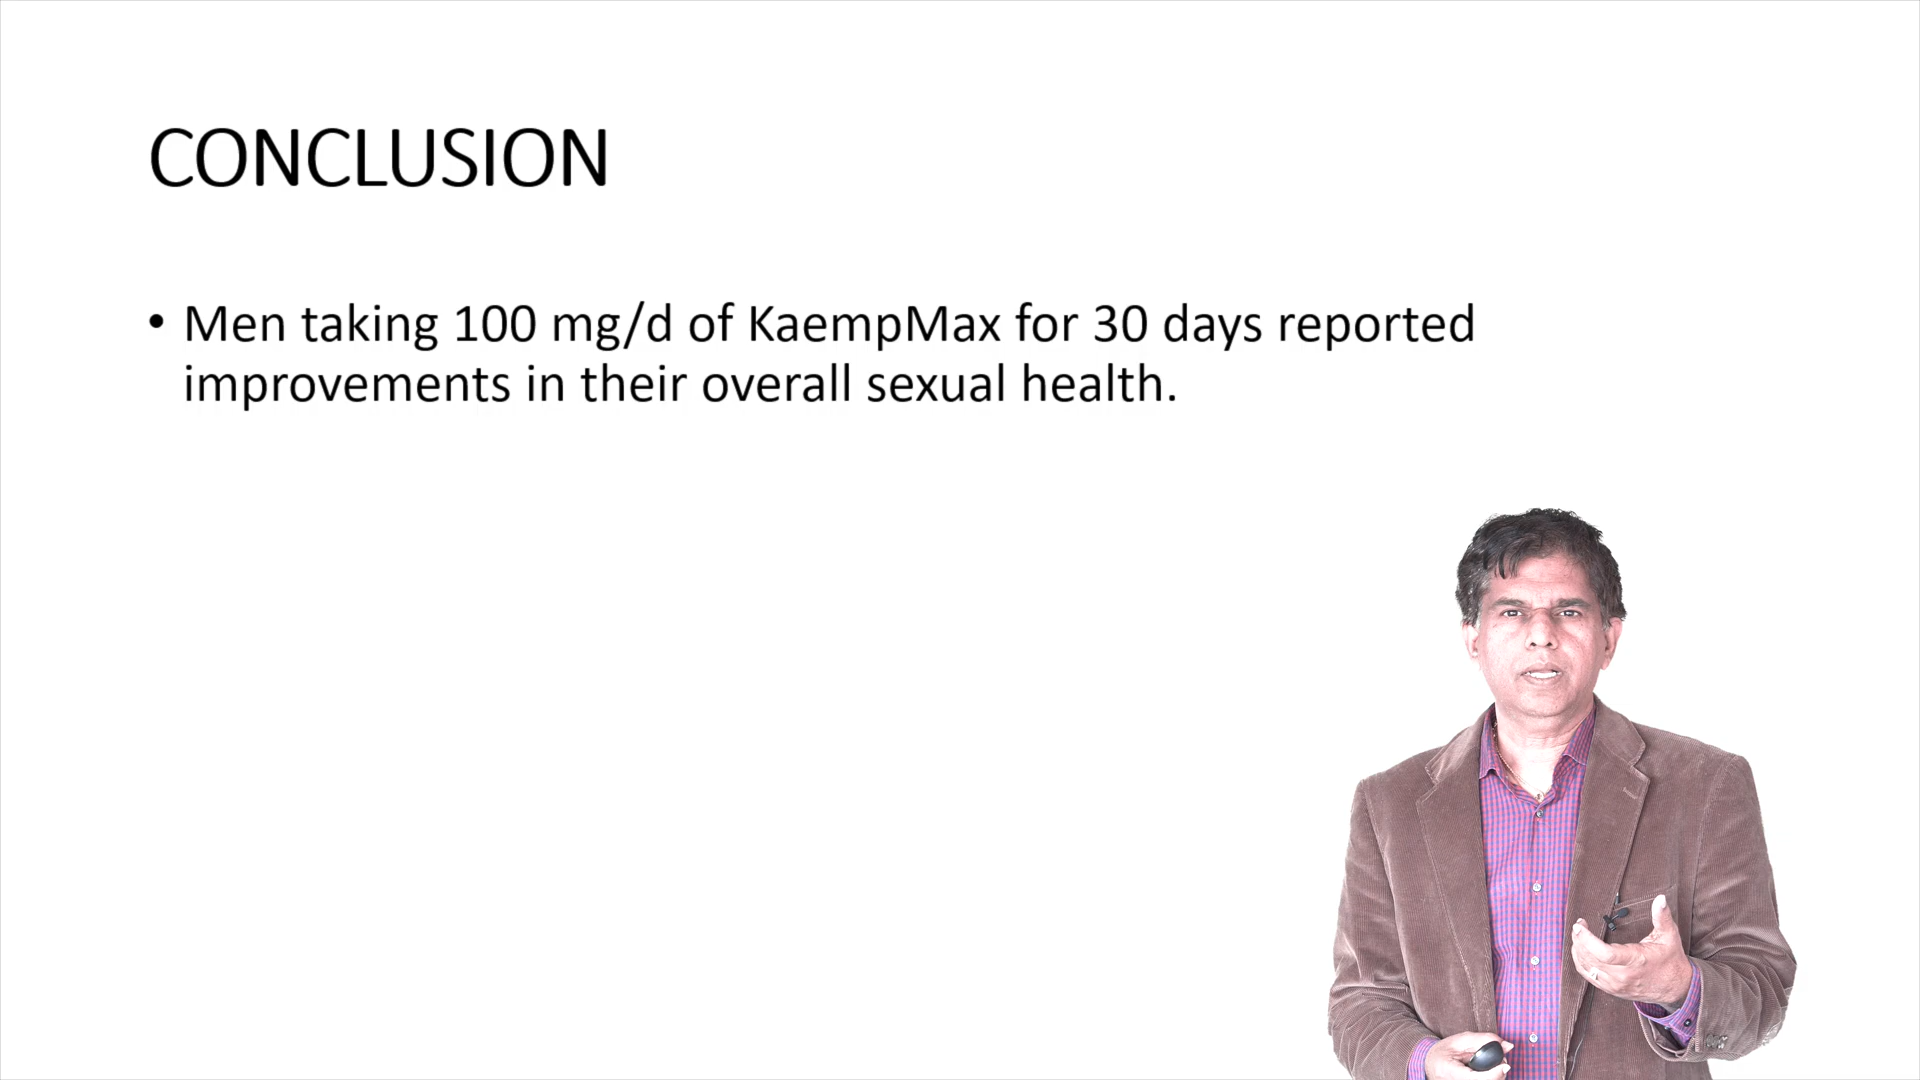 CONCLUSION
• Men taking 100 mg/d of KaempMax for 30 days reported
improvements in their overall sexual health.